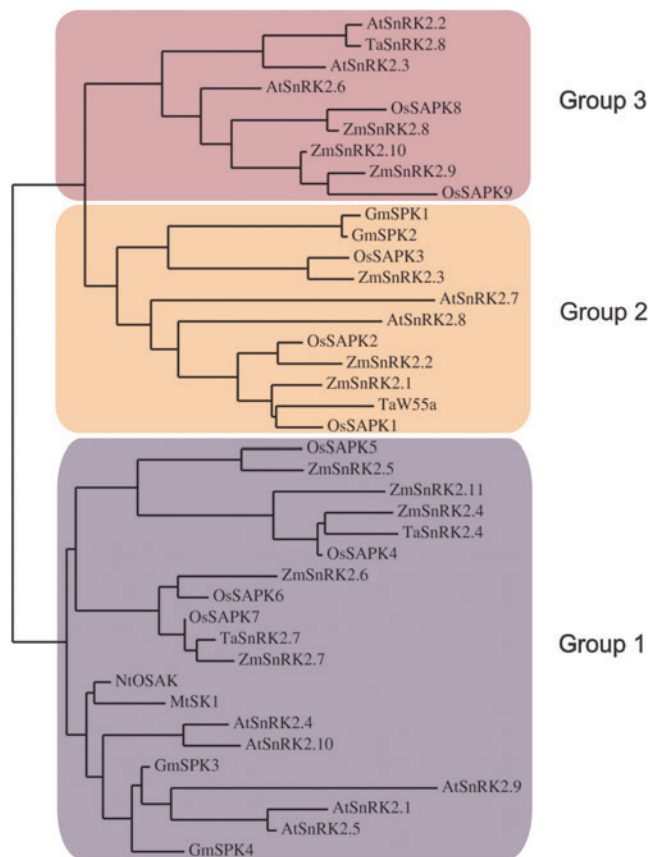 AtSnRK2.2
TaSnRK2.8
AtSnRK2.3
AtSnRK2.6
OsSAPK8
ZmSnRK2.8
ZmSnRK2.10
ZmSnRK2.9
OsSAPK9
Group 3
GmSPK1
GmSPK2
OsSAPK3
ZmSnRK2.3
AtSnRK2.7
AtSnRK2.8
OsSAPK2
ZmSnRK2.2
ZmSnRK2.1
TaW55a
OsSAPK1
Group 2
OsSAPK5
ZmSnRK2.5
ZmSnRK2.11
ZmSnRK2.4
TaSnRK2.4
OsSAPK4
ZmSnRK2.6
OsSAPK6
OsSAPK7
TaSnRK2.7
ZmSnRK2.7
NtOSAK
MtSK1
AtSnRK2.4
AtSnRK2.10
GmSPK3
AtSnRK2.9
AtSnRK2.1
AtSnRK2.5
GmSPK4
Group 1